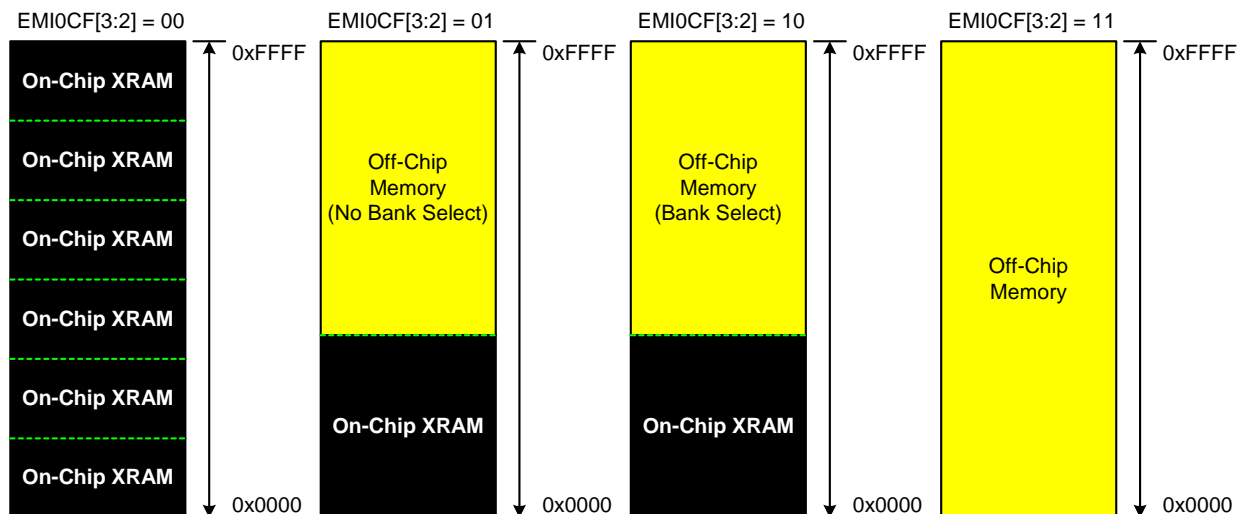 EMI0CF[3:2] = 00
0xFFFF
On-Chip XRAM
On-Chip XRAM
On-Chip XRAM
On-Chip XRAM
On-Chip XRAM
On-Chip XRAM
0x0000
EMI0CF[3:2] = 01
0xFFFF
Off-Chip
Memory
(No Bank Select)
On-Chip XRAM
0x0000
EMI0CF[3:2] = 10
0xFFFF
Off-Chip
Memory
(Bank Select)
On-Chip XRAM
0x0000
EMI0CF[3:2] = 11
0xFFFF
Off-Chip
Memory
0x0000